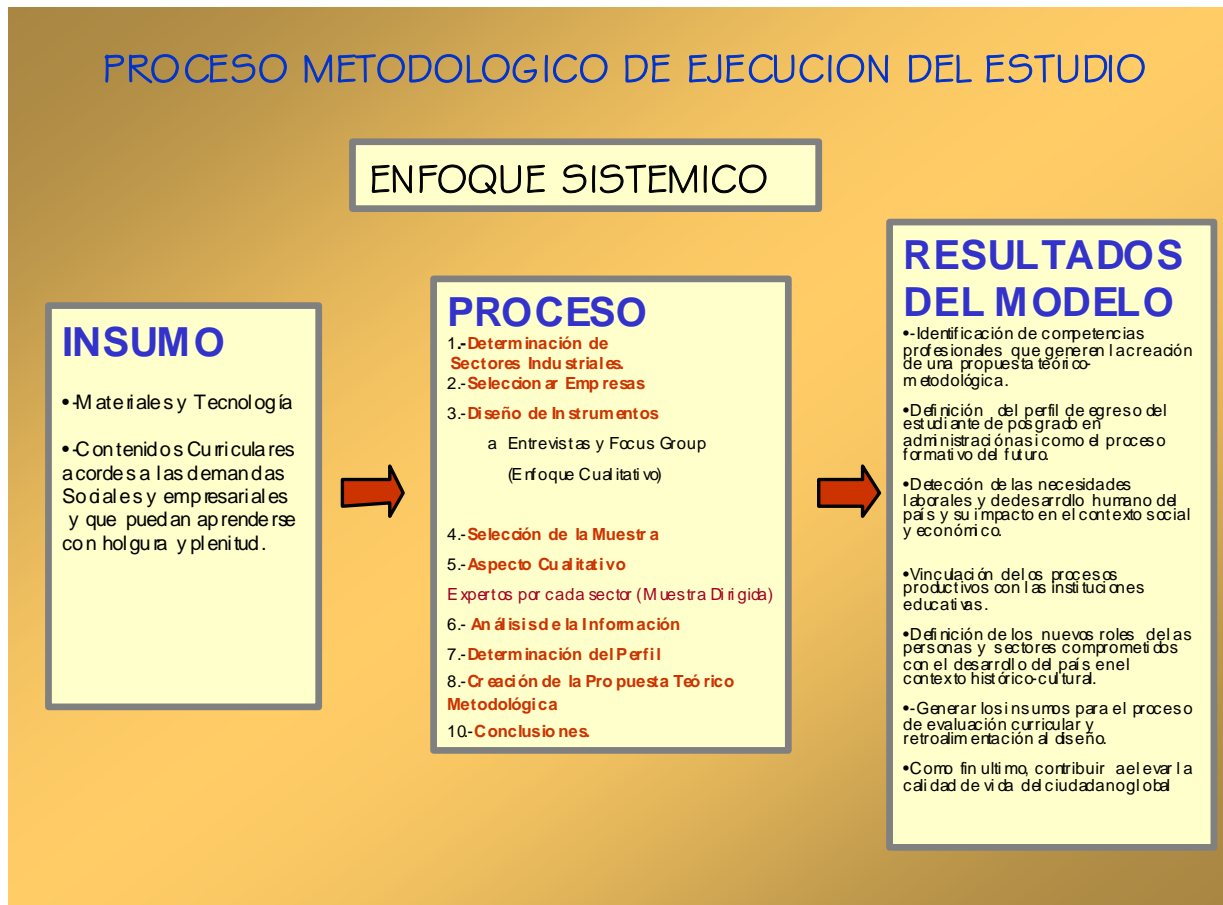 PROCESO METODOLOGICO DE EJECUCION DEL ESTUDIO
ENFOQUE SISTEMICO
INSUMO
•-Materiales y Tecnología
•-Contenidos Curriculares
acordes a las demandas
Sociales y empresariales
y que puedan aprenderse
con holgura y plenitud.
PROCESO
1.-Determinación de
Sectores Industriales.
2.-Seleccionar Empresas
3.-Diseño de Instrumentos
a Entrevistas y Focus Group
(Enfoque Cualitativo)
4.-Selección de la Muestra
5.-Aspecto Cualitativo
Expertos por cada sector (Muestra Dirigida)
6.- Análisis de la Información
7.-Determinación del Perfil
8.-Creación de la Propuesta Teórico
Metodológica
10.-Conclusiones.
RESULTADOS
DEL MODELO
•-Identificación de competencias
profesionales que generen la creación
de una propuesta teórico-
metodológica.
•Definición del perfil de egreso del
estudiante de posgrado en
administración asi como el proceso
formativo del futuro.
•Detección de las necesidades
laborales y de desarrollo humano del
país y su impacto en el contexto social
y económico.
•Vinculación de los procesos
productivos con las instituciones
educativas.
•Definición de los nuevos roles de las
personas y sectores comprometidos
con el desarrollo del país en el
contexto histórico-cultural.
•-Generar los insumos para el proceso
de evaluación curricular y
retroalimentación al diseño.
•Como fin ultimo, contribuir a elevar la
calidad de vida del ciudadano global